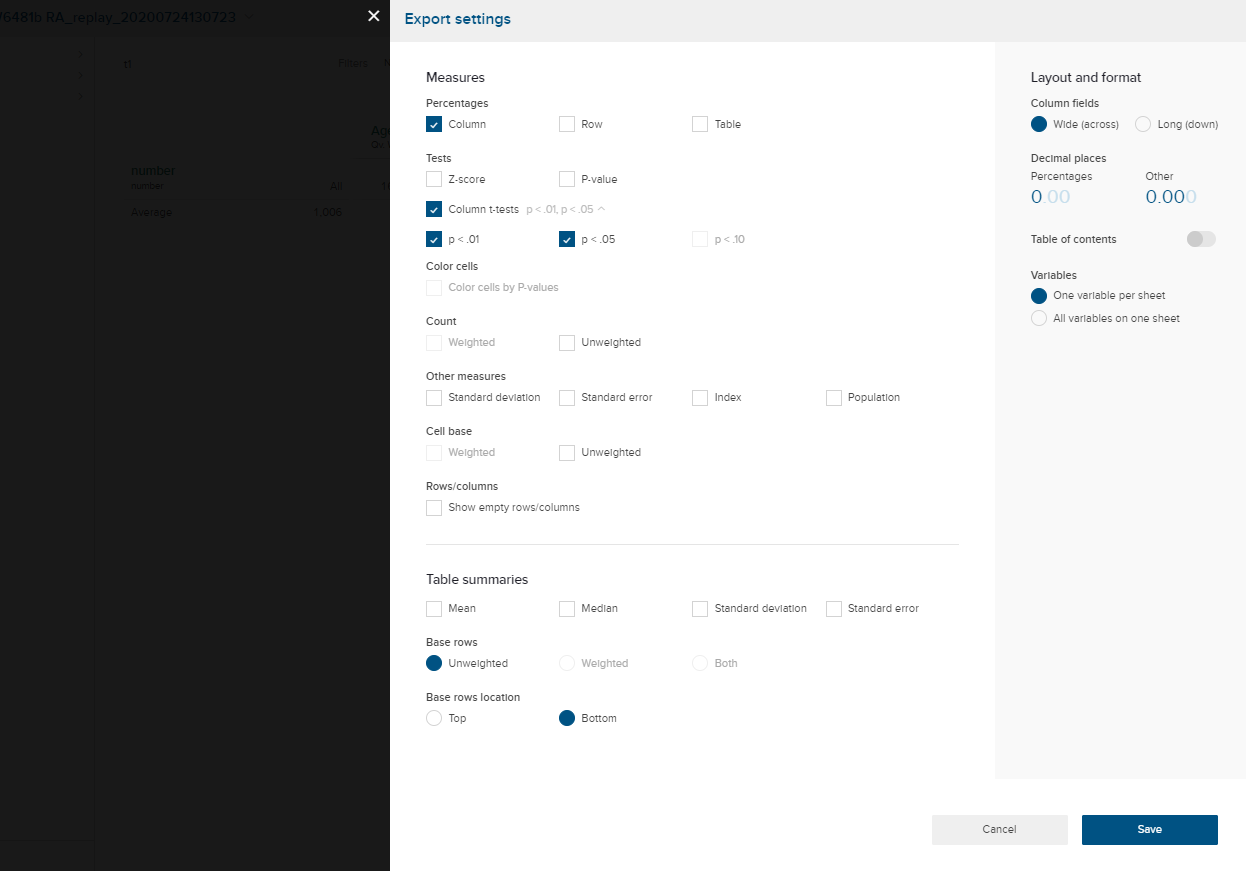 76481b RA_replay_20200724130723
t1
Filters
number
number
All
Average
1.006
Export settings
Measures
Percentages
Column Row Table
Tests
Z-score P-value
Column t-tests p < .01, p < .05
p < .01 p < .05 p < .10
Color cells
Color cells by P-values
Count
Weighted Unweighted
Other measures
Standard deviation Standard error Index Population
Cell base
Weighted Unweighted
Rows/columns
Show empty rows/columns
Table summaries
Mean Median Standard deviation Standard error
Base rows
Unweighted Weighted Both
Base rows location
Top Bottom
Layout and format
Column fields
Wide (across) Long (down)
Decimal places
Percentages Other
0.00 0.000
Table of contents
Variables
One variable per sheet
All variables on one sheet
Cancel Save